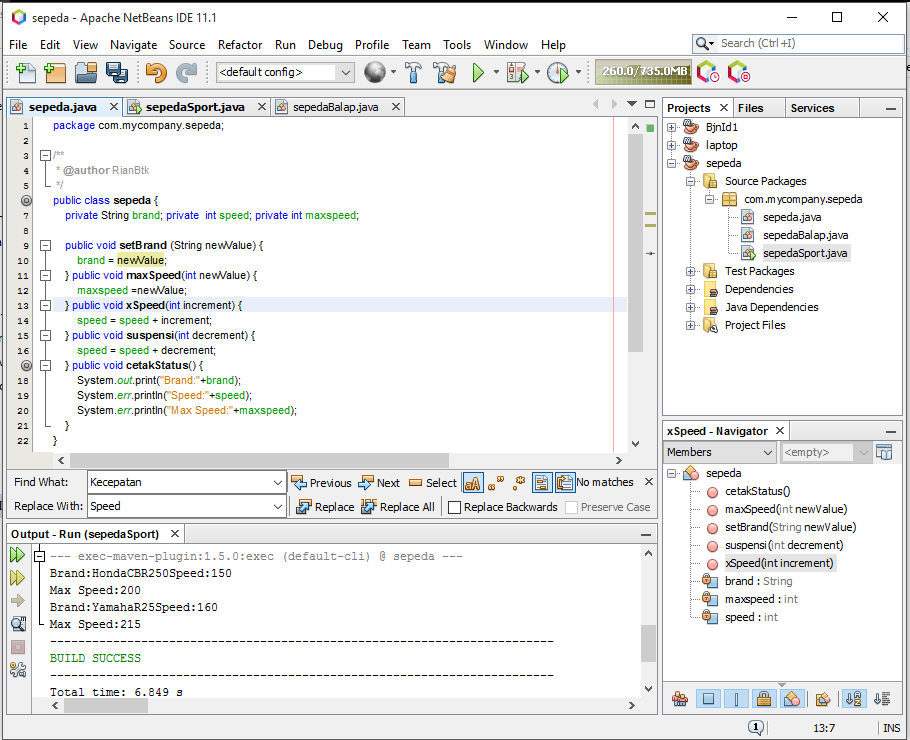 sepeda - Apache NetBeans IDE 11.1
File Edit View Navigate Source Refactor Run Debug Profile Team Tools Window Help
Search (Ctrl+I)
<default config>
260.0/735.0MB
sepeda.java sepedaSport.java sepedaBalap.java
1 package com.mycompany.sepeda;
2
3 /**
4 * @author RianBtk
5 */
public class sepeda {
7 private String brand; private int speed; private int maxspeed;
8
9 public void setBrand (String newValue) {
10 brand = newValue;
11 } public void maxSpeed(int newValue) {
12 maxspeed =newValue;
13 } public void xSpeed(int increment) {
14 speed = speed + increment;
15 } public void suspensi(int decrement) {
16 speed = speed + decrement;
} public void cetakStatus() {
18 System.out.print("Brand:"+brand);
19 System.err.println("Speed:"+speed);
20 System.err.println("Max Speed:"+maxspeed);
21 }
22 }
Find What: Kecepatan Previous Next Select No matches
Replace With: Speed Replace Replace All Replace Backwards Preserve Case
Output - Run (sepedaSport)
--- exec-maven-plugin:1.5.0:exec (default-cli) @ sepeda ---
Brand:HondaCBR250Speed:150
Max Speed:200
Brand:YamahaR25Speed:160
Max Speed:215
------------------------------------------------------------------------
BUILD SUCCESS
------------------------------------------------------------------------
Total time: 6.849 s
Projects Files Services
BjnId1
laptop
sepeda
Source Packages
com.mycompany.sepeda
sepeda.java
sepedaBalap.java
sepedaSport.java
Test Packages
Dependencies
Java Dependencies
Project Files
xSpeed - Navigator
Members <empty>
sepeda
cetakStatus()
maxSpeed(int newValue)
setBrand(String newValue)
suspensi(int decrement)
xSpeed(int increment)
brand : String
maxspeed : int
speed : int
1 13:7 INS